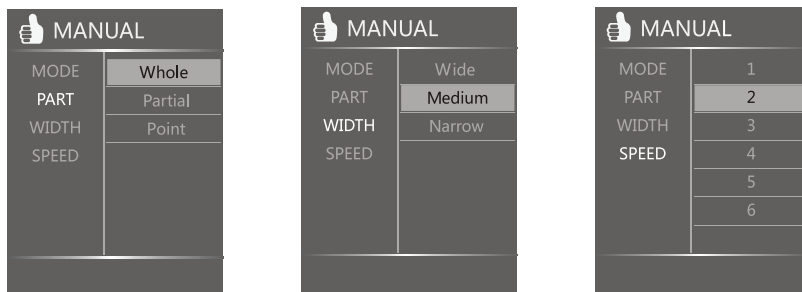 MANUAL
MODE Whole
PART Partial
WIDTH Point
SPEED
MANUAL
MODE Wide
PART Medium
WIDTH Narrow
SPEED
MANUAL
MODE 1
PART 2
WIDTH 3
SPEED 4
5
6